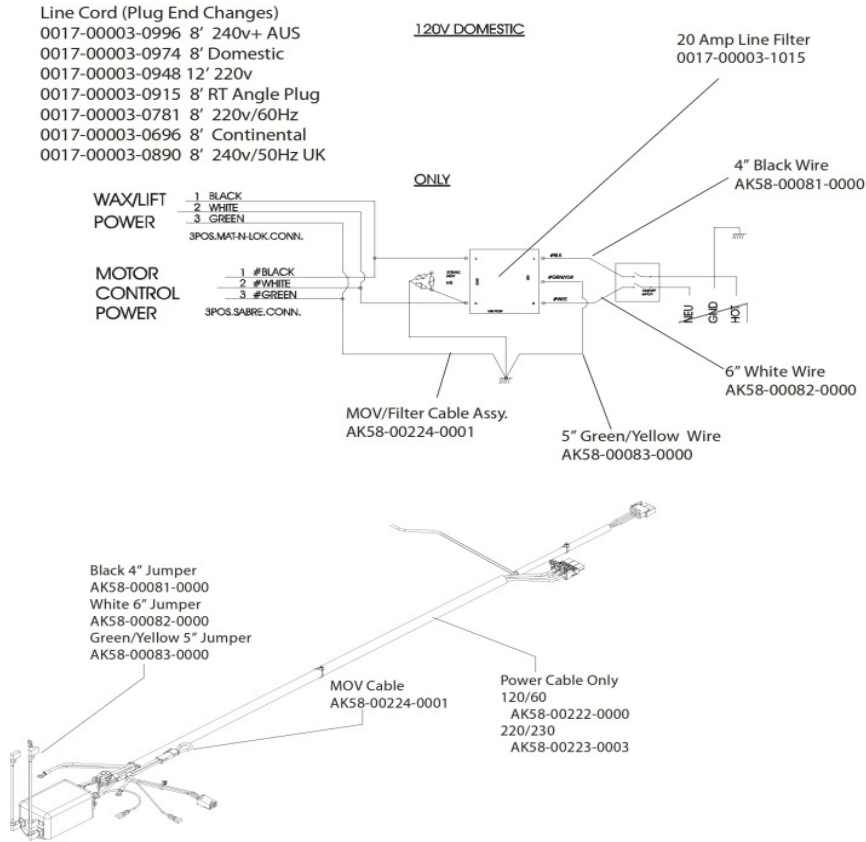 Line Cord (Plug End Changes)
0017-00003-0996 8’ 240v+ AUS
0017-00003-0974 8’ Domestic
0017-00003-0948 12’ 220v
0017-00003-0915 8’ RT Angle Plug
0017-00003-0781 8’ 220v/60Hz
0017-00003-0696 8’ Continental
0017-00003-0890 8’ 240v/50Hz UK
120V DOMESTIC
20 Amp Line Filter
0017-00003-1015
ONLY
4” Black Wire
AK58-00081-0000
WAX/LIFT
POWER
1 BLACK
2 WHITE
3 GREEN
3POS.MAT-N-LOK.CONN.
MOTOR
CONTROL
POWER
1 #BLACK
2 #WHITE
3 #GREEN
3POS.SABRE.CONN.
#BLK
NEU
GND
HOT
6” White Wire
AK58-00082-0000
MOV/Filter Cable Assy.
AK58-00224-0001
5” Green/Yellow Wire
AK58-00083-0000
Black 4” Jumper
AK58-00081-0000
White 6” Jumper
AK58-00082-0000
Green/Yellow 5” Jumper
AK58-00083-0000
MOV Cable
AK58-00224-0001
Power Cable Only
120/60
AK58-00222-0000
220/230
AK58-00223-0003